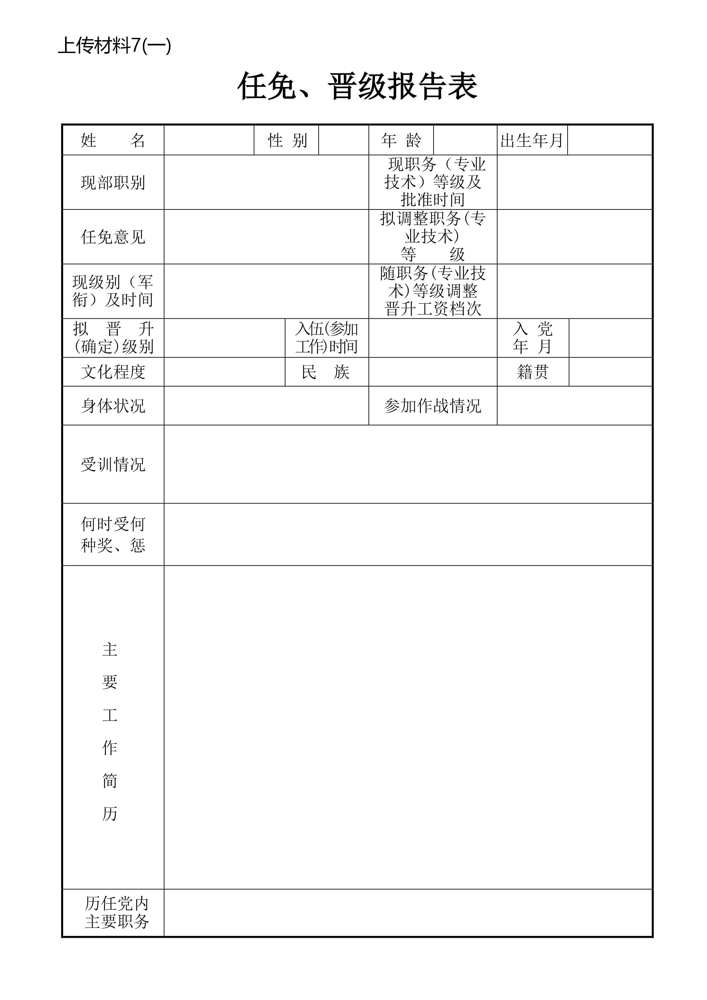 上传材料7(一)
任免、晋级报告表
姓 名
性 别
年 龄
出生年月
现部职别
现职务（专业
技术）等级及
批准时间
任免意见
拟调整职务(专
业技术)
等 级
现级别（军
衔）及时间
随职务(专业技
术)等级调整
晋升工资档次
拟 晋 升
(确定)级别
入伍(参加
工作)时间
入 党
年 月
文化程度
民 族
籍贯
身体状况
参加作战情况
受训情况
何时受何
种奖、惩
主
要
工
作
简
历
历任党内
主要职务